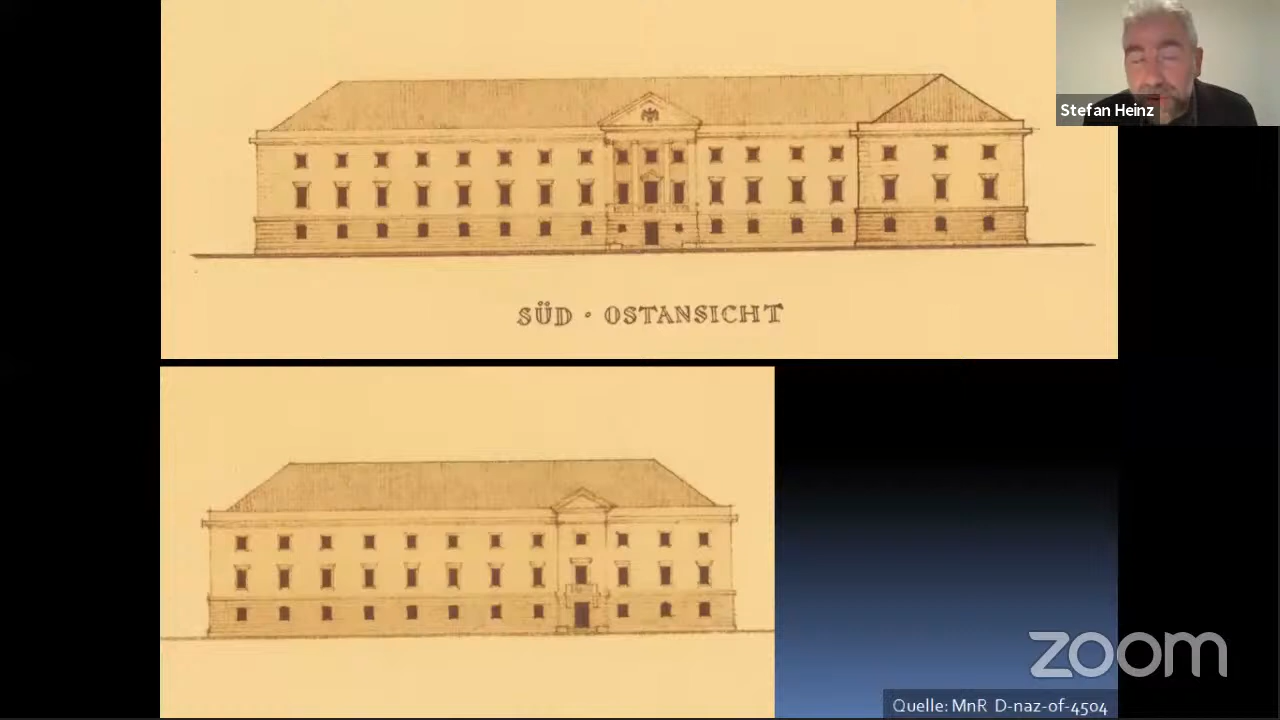 Stefan Heinz
SÜD · OSTANSICHT
zoom
Quelle: MnR D-naz-of-4504